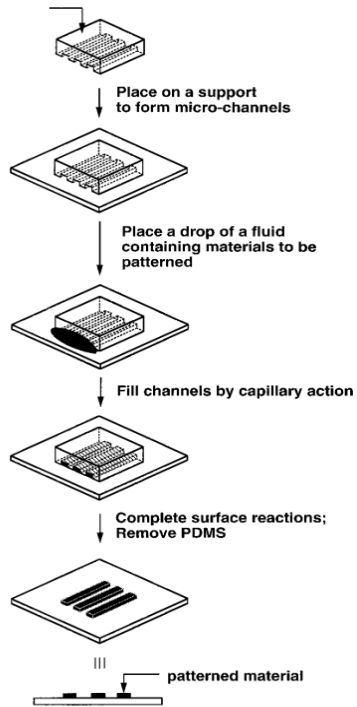 Place on a support
to form micro-channels
Place a drop of a fluid
containing materials to be
patterned
Fill channels by capillary action
Complete surface reactions;
Remove PDMS
patterned material